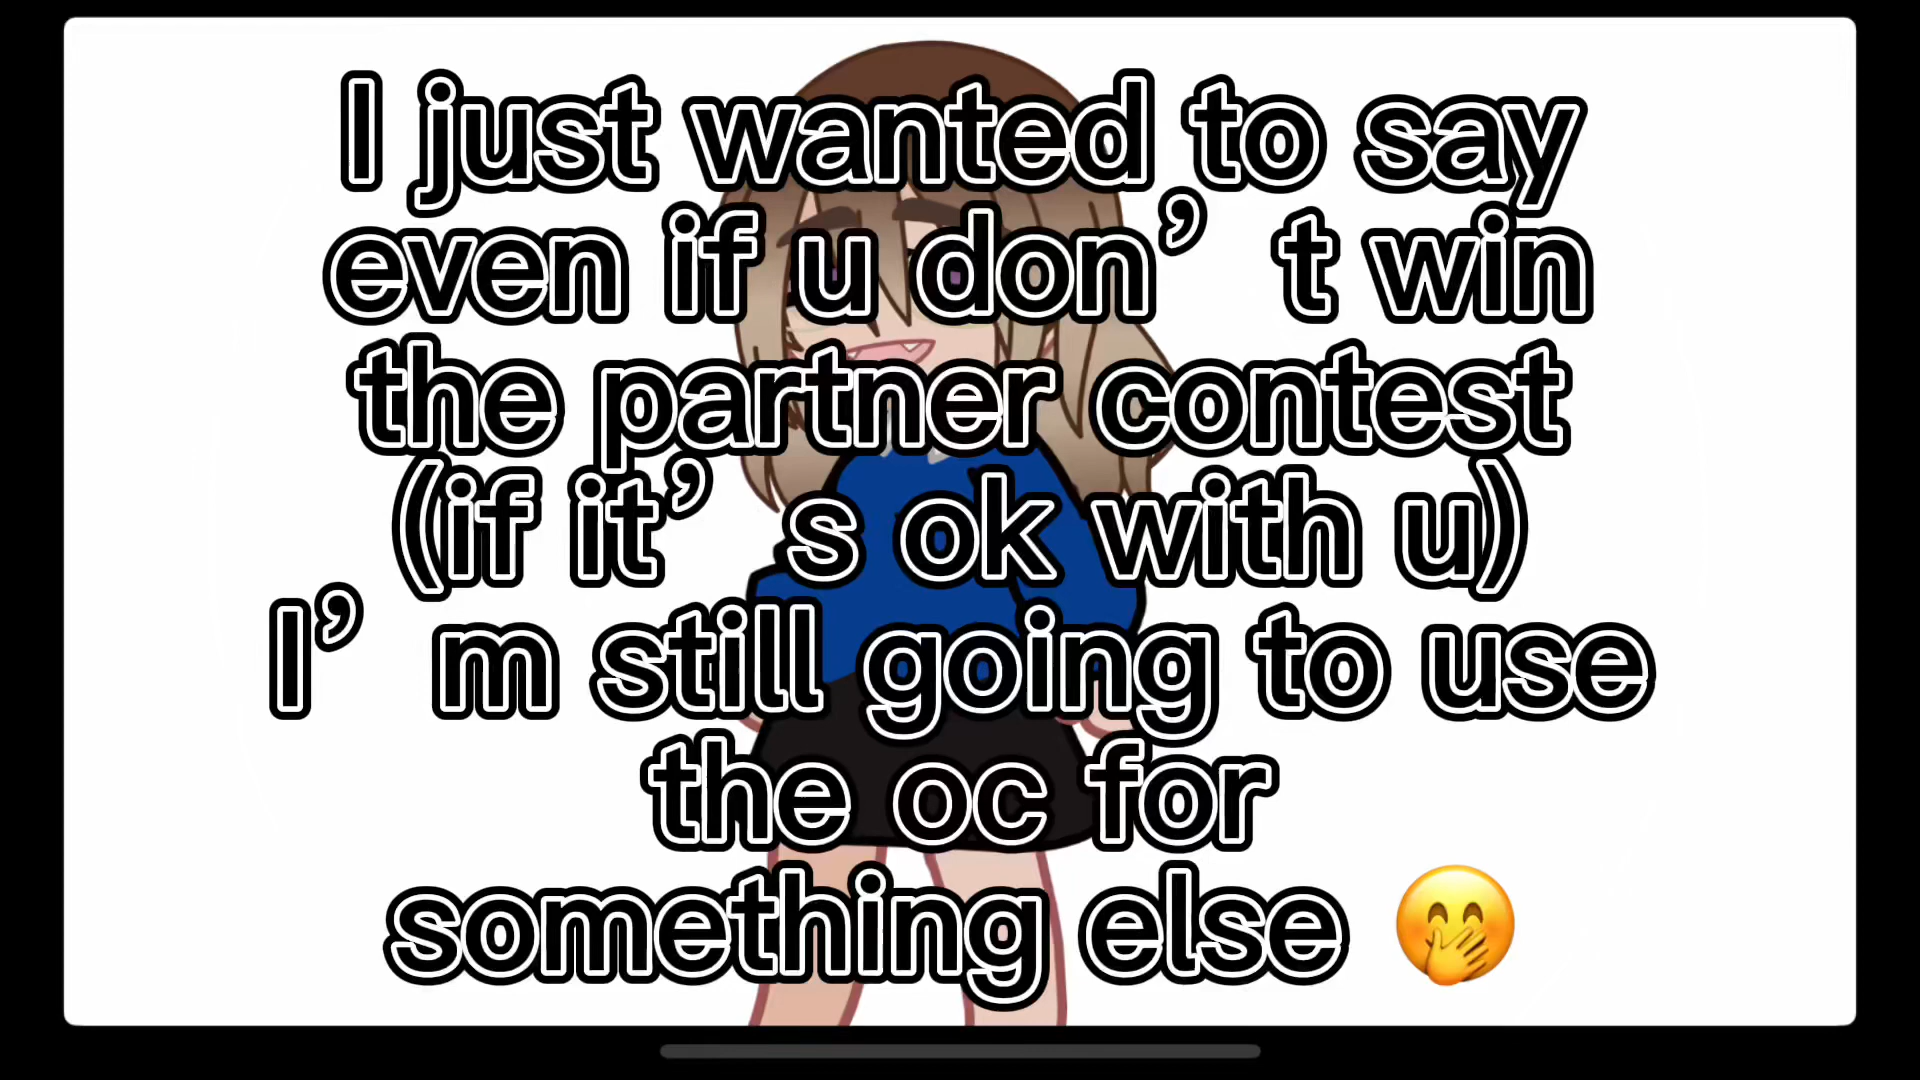 I just wanted to say
even if u don’t win
the partner contest
(if it’s ok with u)
I’m still going to use
the oc for
something else 🤭